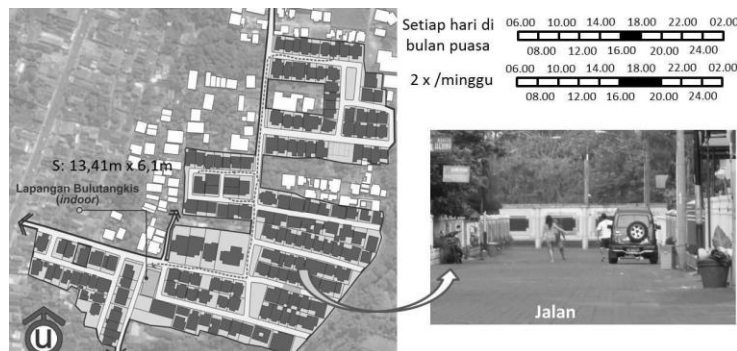 Setiap hari di
bulan puasa
06.00 10.00 14.00 18.00 22.00 02.00
08.00 12.00 16.00 20.00 24.00
2 x /minggu
06.00 10.00 14.00 18.00 22.00 02.00
08.00 12.00 16.00 20.00 24.00
S: 13,41m x 6,1m
Lapangan Bulutangkis
(indoor)
Jalan
u